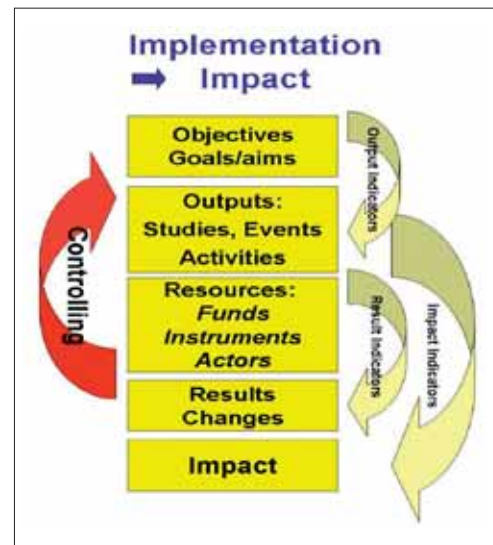 Implementation
Impact
Objectives
Goals/aims
Outputs:
Studies, Events
Activities
Resources:
Funds
Instruments
Actors
Results
Changes
Impact
Controlling
Output Indicators
Result Indicators
Impact Indicators